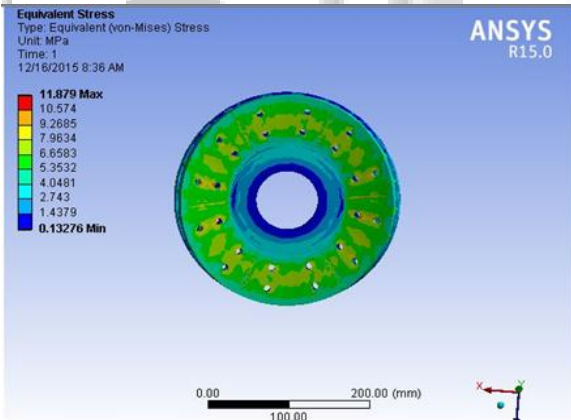 Equivalent Stress
Type: Equivalent (von-Mises) Stress
Unit: MPa
Time: 1
12/16/2015 8:36 AM
ANSYS
R15.0
11.879 Max
10.574
9.2685
7.9634
6.6583
5.3532
4.0481
2.743
1.4379
0.13276 Min
0.00
200.00 (mm)
100.00
X
Y